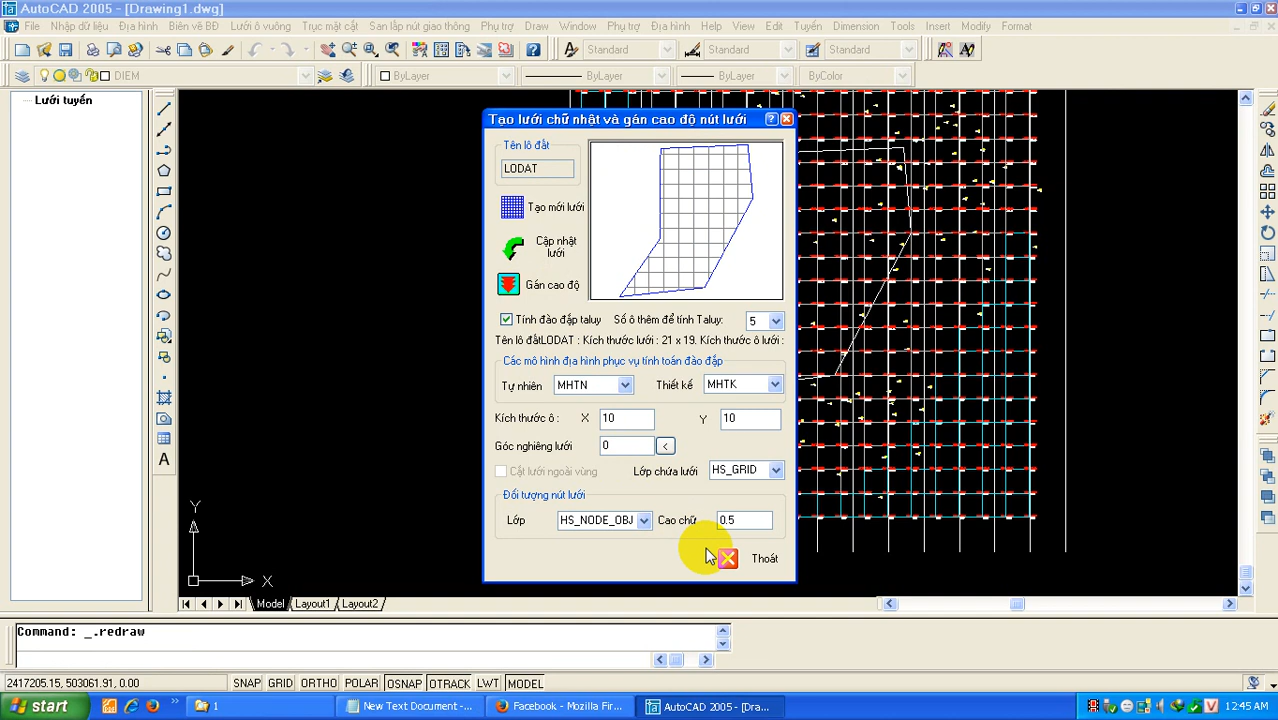 AutoCAD 2005 - [Drawing1.dwg]
File Nhập dữ liệu Địa hình Biên vẽ BĐ Lưới ô vuông Trục mặt cắt San lấp nút giao thông Phụ trợ Draw Window Phụ trợ Địa hình Help View Edit Tuyến Dimension Tools Insert Modify Format
Standard Standard Standard
DIEM ByLayer ByLayer ByLayer ByColor
Lưới tuyến
Tạo lưới chữ nhật và gán cao độ nút lưới
Tên lô đất
LODAT
Tạo mới lưới
Cập nhật
lưới
Gán cao độ
Tính đào đắp taluy Số ô thêm để tính Taluy: 5
Tên lô đấtLODAT : Kích thước lưới : 21 x 19. Kích thước ô lưới :
Các mô hình địa hình phục vụ tính toán đào đắp
Tự nhiên MHTN Thiết kế MHTK
Kích thước ô : X 10 Y 10
Góc nghiêng lưới 0 <
Cắt lưới ngoài vùng Lớp chứa lưới HS_GRID
Đối tượng nút lưới
Lớp HS_NODE_OBJ Cao chữ 0.5
Thoát
Y
X
Model Layout1 Layout2
Command: _.redraw
2417205.15, 503061.91, 0.00 SNAP GRID ORTHO POLAR OSNAP OTRACK LWT MODEL
start 1 New Text Document -... Facebook - Mozilla Fir... AutoCAD 2005 - [Dra... V 12:45 AM